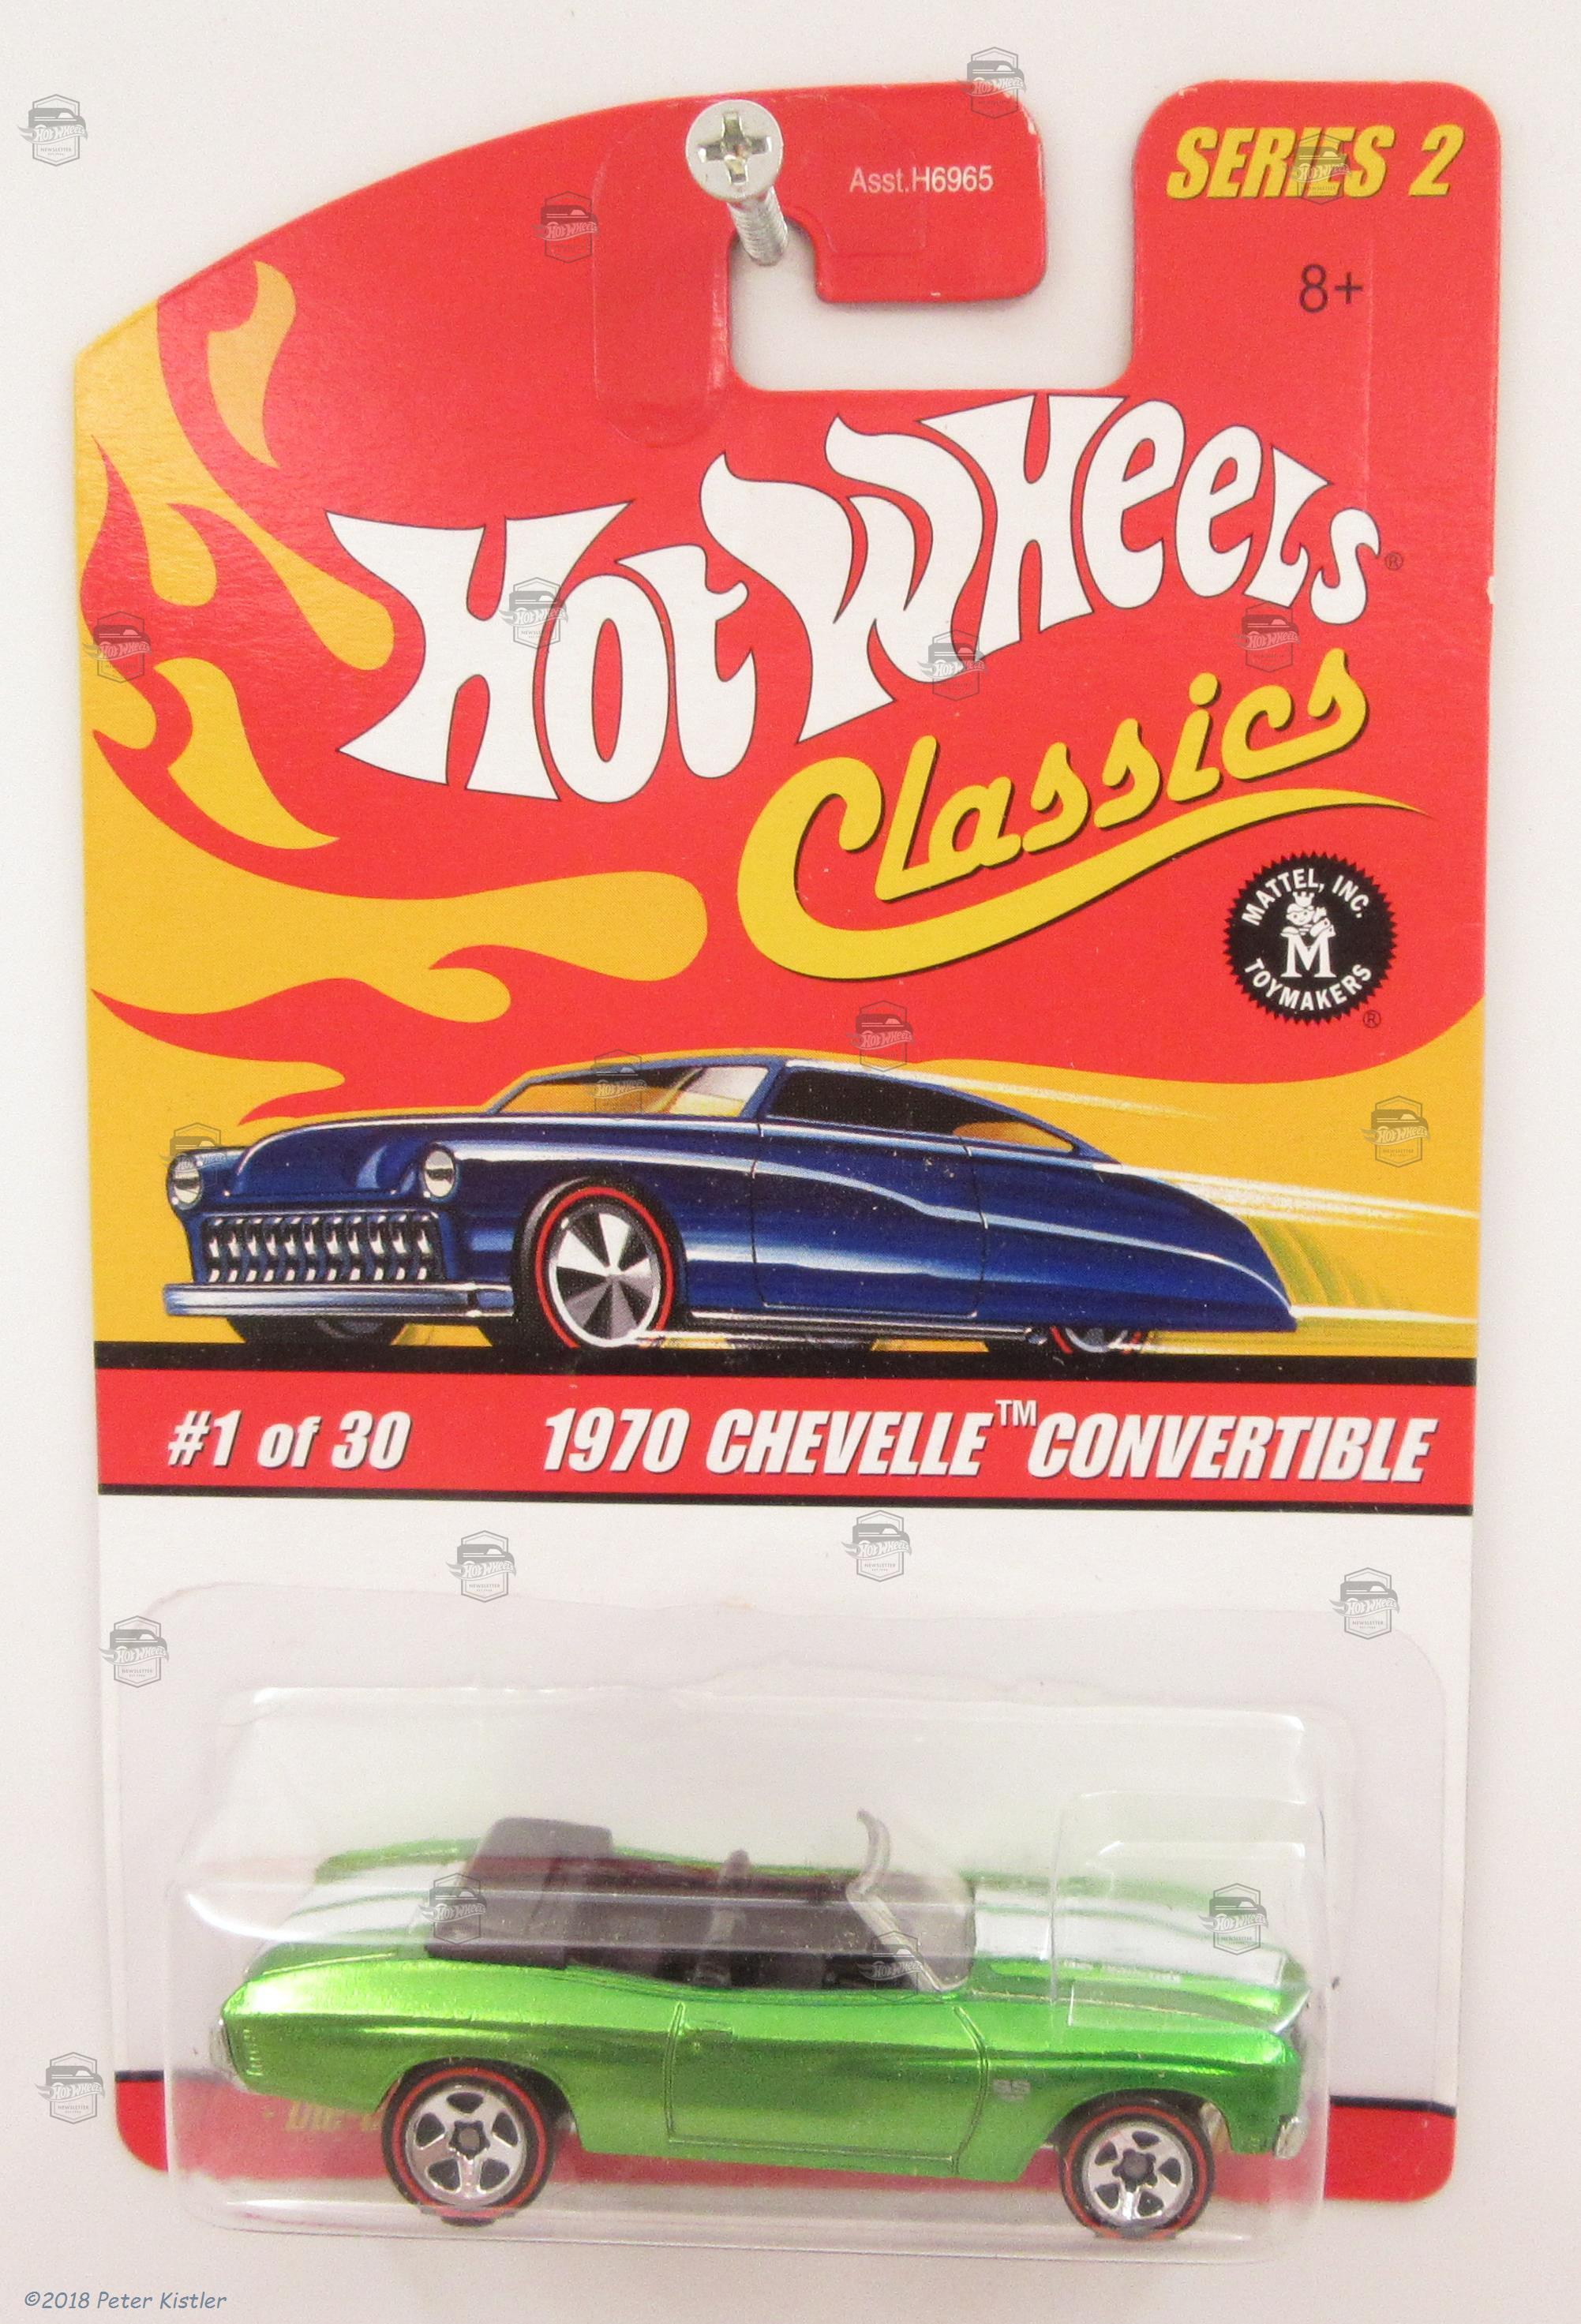 Asst.H6965
SERIES 2
8+
Hot Wheels®
Classics
MATTEL, INC.
M
TOYMAKERS
®
#1 of 30
1970 CHEVELLE™ CONVERTIBLE
SS
©2018 Peter Kistler